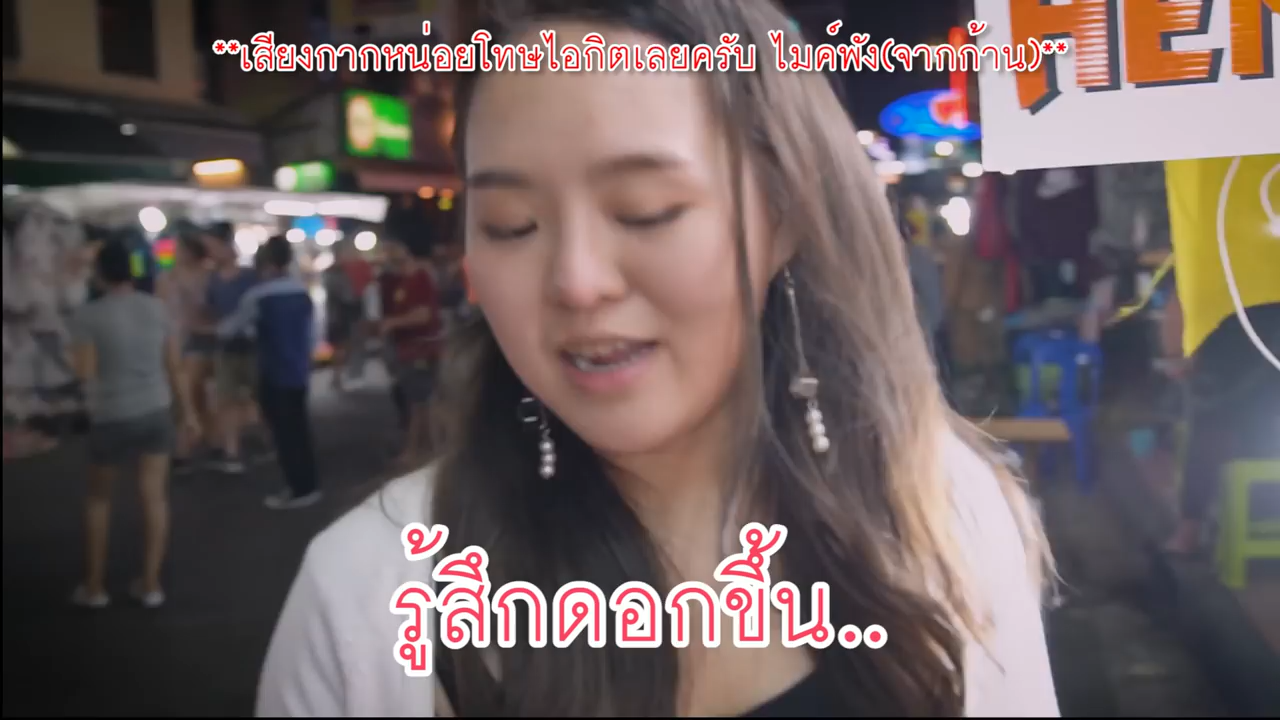 **เสียงกากหน่อยโทษไอกิตเลยครับ ไมค์พัง(จากก้าน)**
HEN
รู้สึกดอกขึ้น..